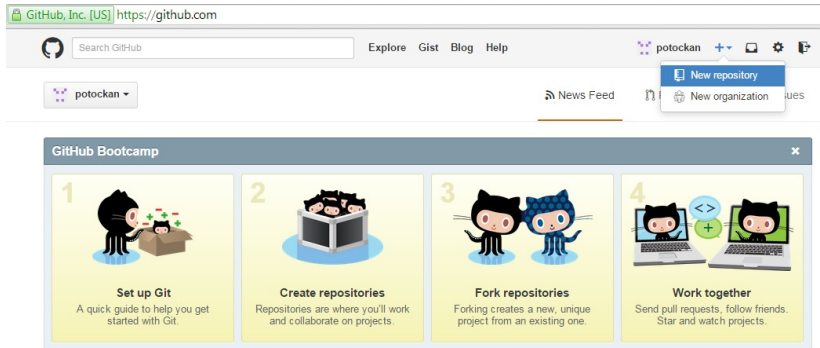 GitHub, Inc. [US] https://github.com
Search GitHub Explore Gist Blog Help potockan
New repository
New organization
potockan News Feed ues
GitHub Bootcamp
1 2 3 4
Set up Git
A quick guide to help you get
started with Git.
Create repositories
Repositories are where you'll work
and collaborate on projects.
Fork repositories
Forking creates a new, unique
project from an existing one.
Work together
Send pull requests, follow friends.
Star and watch projects.